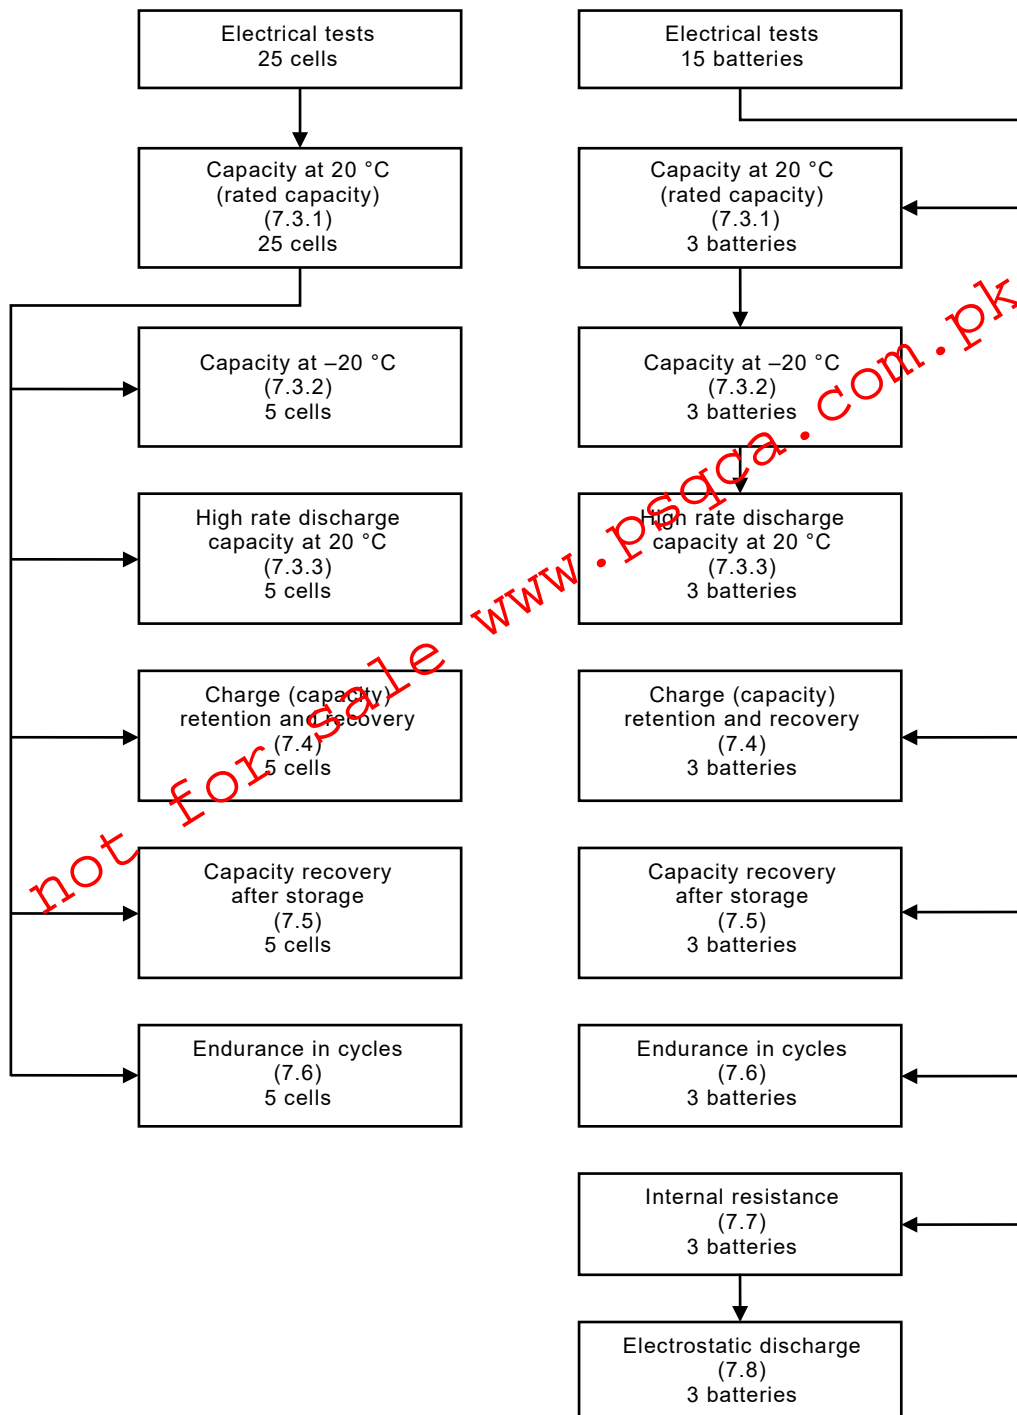 Electrical tests
25 cells
Capacity at 20 °C
(rated capacity)
(7.3.1)
25 cells
Capacity at –20 °C
(7.3.2)
5 cells
High rate discharge
capacity at 20 °C
(7.3.3)
5 cells
Charge (capacity)
retention and recovery
(7.4)
5 cells
Capacity recovery
after storage
(7.5)
5 cells
Endurance in cycles
(7.6)
5 cells
Electrical tests
15 batteries
Capacity at 20 °C
(rated capacity)
(7.3.1)
3 batteries
Capacity at –20 °C
(7.3.2)
3 batteries
High rate discharge
capacity at 20 °C
(7.3.3)
3 batteries
Charge (capacity)
retention and recovery
(7.4)
3 batteries
Capacity recovery
after storage
(7.5)
3 batteries
Endurance in cycles
(7.6)
3 batteries
Internal resistance
(7.7)
3 batteries
Electrostatic discharge
(7.8)
3 batteries
not for sale www.psqca.com.pk